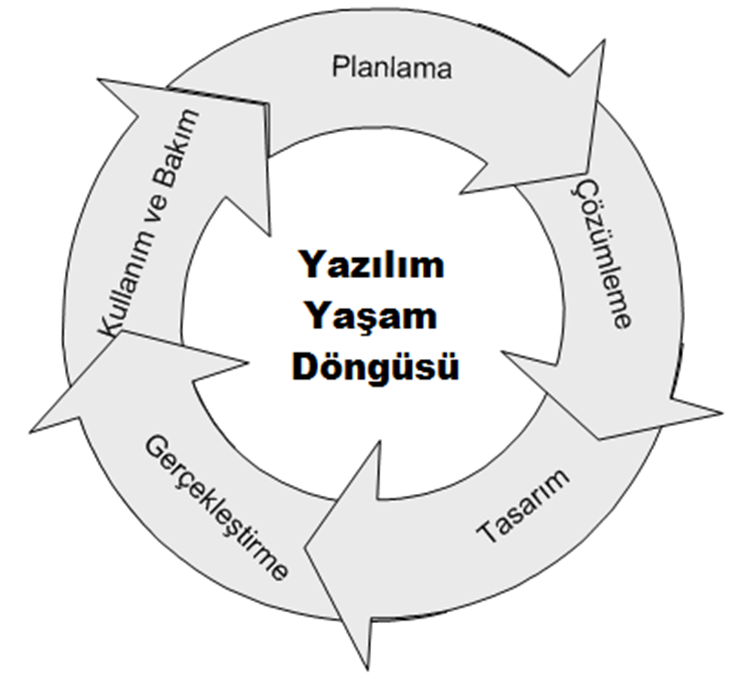 Planlama
Çözümleme
Tasarım
Gerçekleştirme
Kullanım ve Bakım
Yazılım
Yaşam
Döngüsü